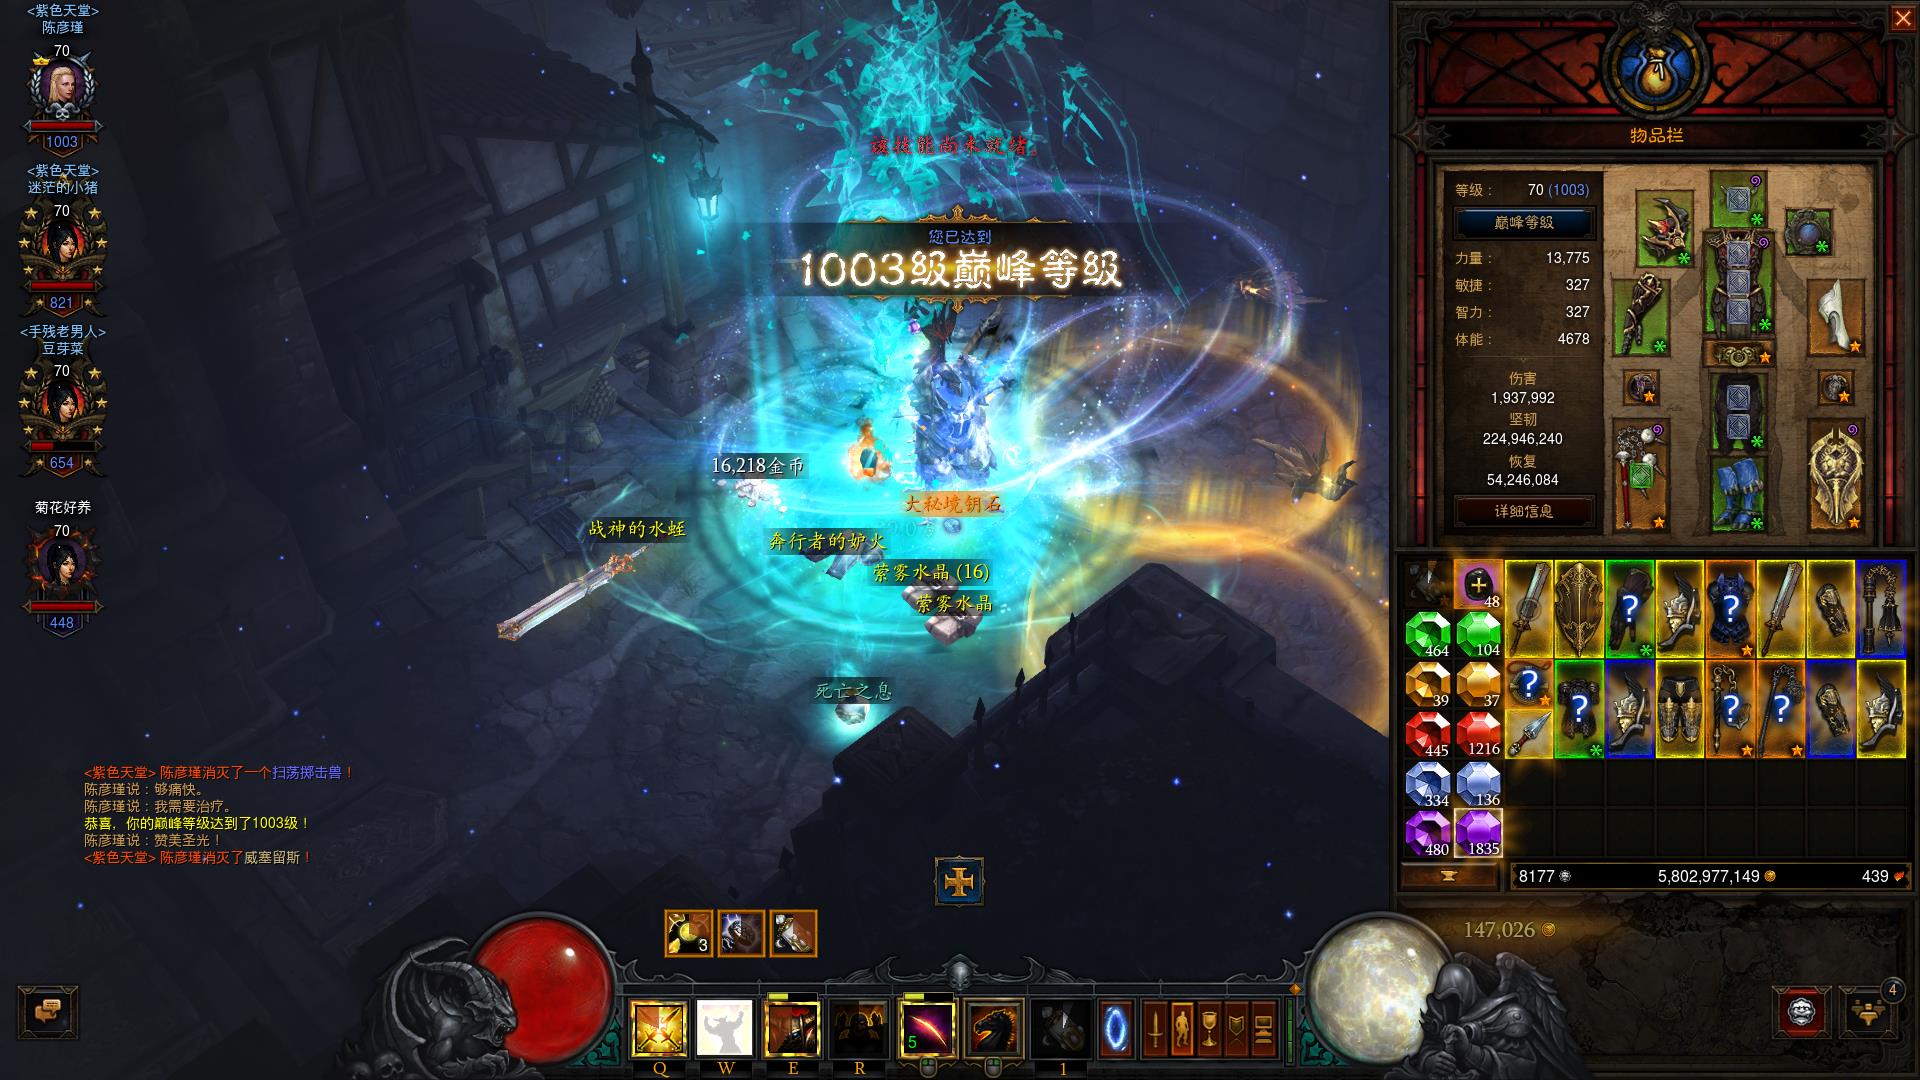 <紫色天堂>
陈彦瑾
70
1003
<紫色天堂>
迷茫的小猪
70
821
<手残老男人>
豆芽菜
70
654
菊花好养
70
448
该技能尚未就绪。
您已达到
1003级巅峰等级
16,218金币
大秘境钥石
战神的水蛭
奔行者的妒火
萦雾水晶 (16)
萦雾水晶
死亡之息
<紫色天堂> 陈彦瑾消灭了一个扫荡掷击兽！
陈彦瑾说：够痛快。
陈彦瑾说：我需要治疗。
恭喜，你的巅峰等级达到了1003级！
陈彦瑾说：赞美圣光！
<紫色天堂> 陈彦瑾消灭了威塞留斯！
3
5
Q
W
E
R
1
物品栏
等级： 70 (1003)
巅峰等级
力量： 13,775
敏捷： 327
智力： 327
体能： 4678
伤害
1,937,992
坚韧
224,946,240
恢复
54,246,084
详细信息
48
464
104
39
37
445
1216
334
136
480
1835
? ? ? ? ? ?
8177
5,802,977,149
439
147,026
4